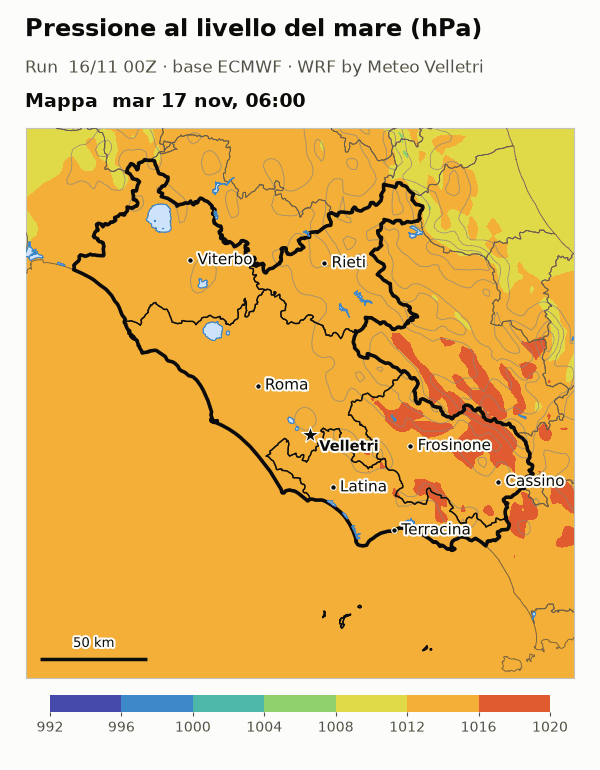 Pressione al livello del mare (hPa)
Run  16/11 00Z · base ECMWF · WRF by Meteo Velletri
Mappa  mar 17 nov, 06:00
Viterbo
Rieti
Roma
Velletri
Frosinone
Cassino
Latina
Terracina
50 km
992 996 1000 1004 1008 1012 1016 1020